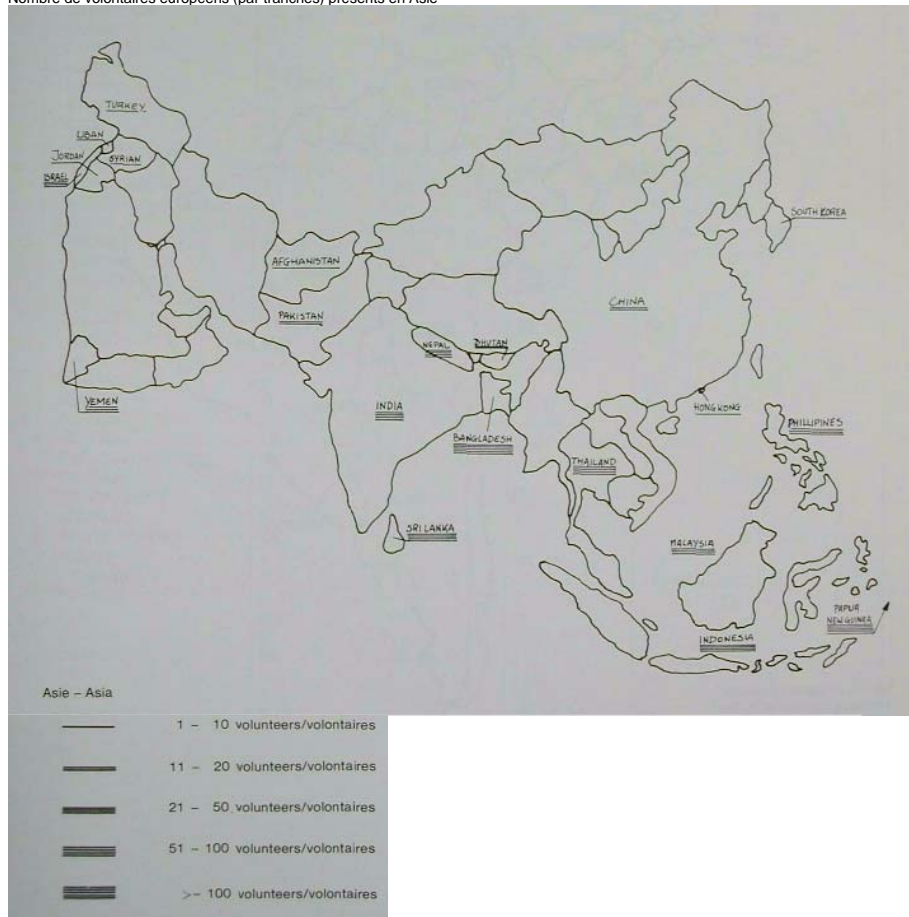 Nombre de volontaires européens (par tranches) présents en Asie
TURKEY
LIBAN
JORDAN
SYRIAN
ISRAEL
SOUTH KOREA
AFGHANISTAN
CHINA
PAKISTAN
NEPAL
BHUTAN
YEMEN
INDIA
HONG KONG
BANGLADESH
PHILLIPINES
THAILAND
SRI LANKA
MALAYSIA
PAPUA
NEW GUINEA
INDONESIA
Asie – Asia
1 – 10 volunteers/volontaires
11 – 20 volunteers/volontaires
21 – 50 volunteers/volontaires
51 – 100 volunteers/volontaires
>– 100 volunteers/volontaires